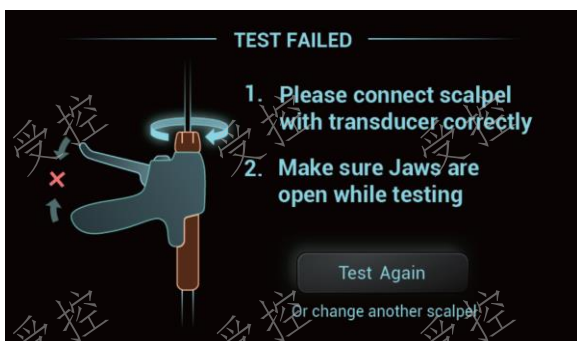 TEST FAILED
1. Please connect scalpel
with transducer correctly
2. Make sure Jaws are
open while testing
Test Again
Or change another scalpel
受控
受控
受控
受控
受控
受控